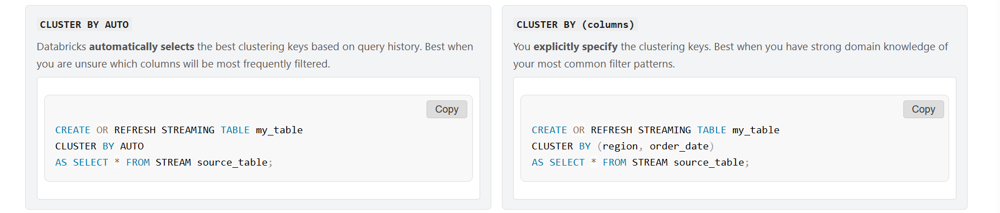 CLUSTER BY AUTO
Databricks automatically selects the best clustering keys based on query history. Best when
you are unsure which columns will be most frequently filtered.
Copy
CREATE OR REFRESH STREAMING TABLE my_table
CLUSTER BY AUTO
AS SELECT * FROM STREAM source_table;
CLUSTER BY (columns)
You explicitly specify the clustering keys. Best when you have strong domain knowledge of
your most common filter patterns.
Copy
CREATE OR REFRESH STREAMING TABLE my_table
CLUSTER BY (region, order_date)
AS SELECT * FROM STREAM source_table;